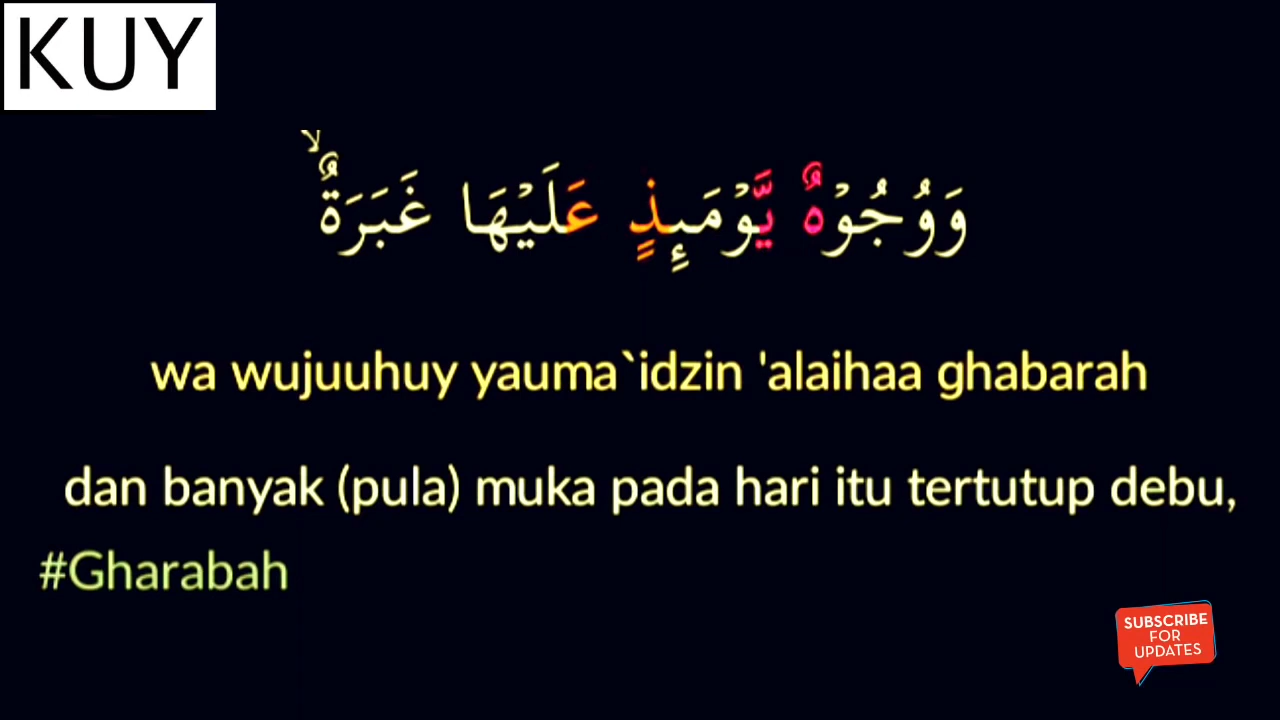 KUY
وَوُجُوْهٌ يَّوْمَىِٕذٍ عَلَيْهَا غَبَرَةٌۙ
wa wujuuhuy yauma`idzin 'alaihaa ghabarah
dan banyak (pula) muka pada hari itu tertutup debu,
#Gharabah
SUBSCRIBE
FOR
UPDATES